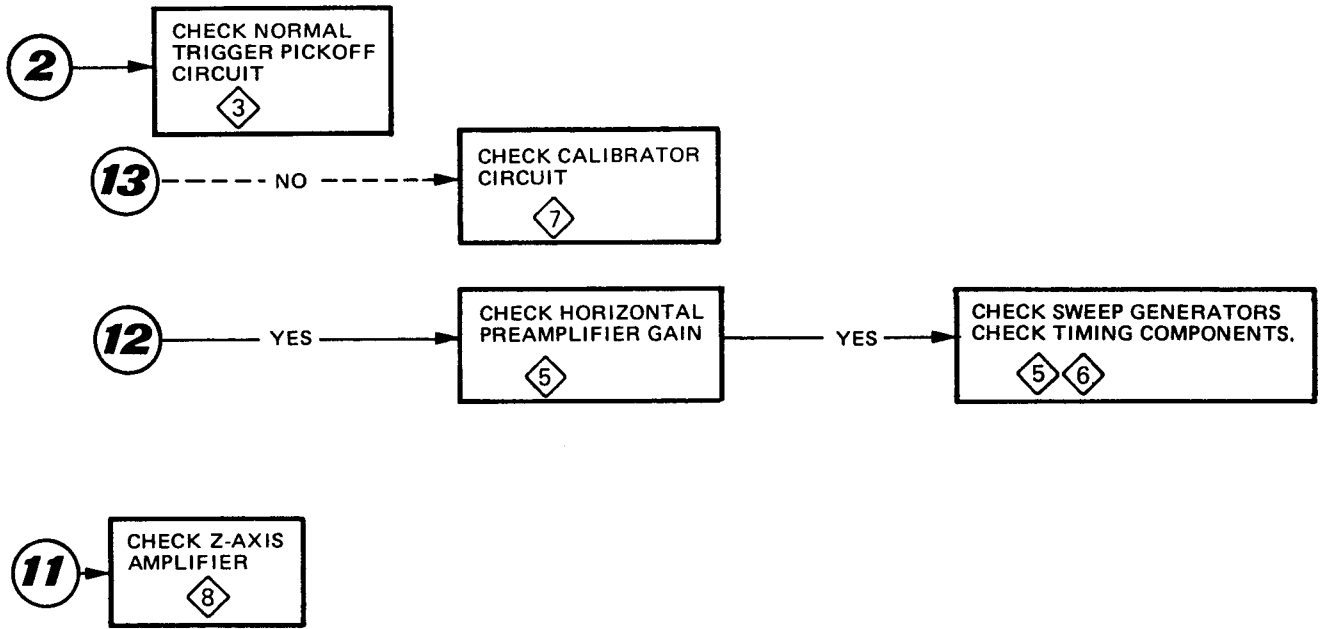 2
CHECK NORMAL
TRIGGER PICKOFF
CIRCUIT
3
13
NO
CHECK CALIBRATOR
CIRCUIT
7
12
YES
CHECK HORIZONTAL
PREAMPLIFIER GAIN
5
YES
CHECK SWEEP GENERATORS
CHECK TIMING COMPONENTS.
5 6
11
CHECK Z-AXIS
AMPLIFIER
8